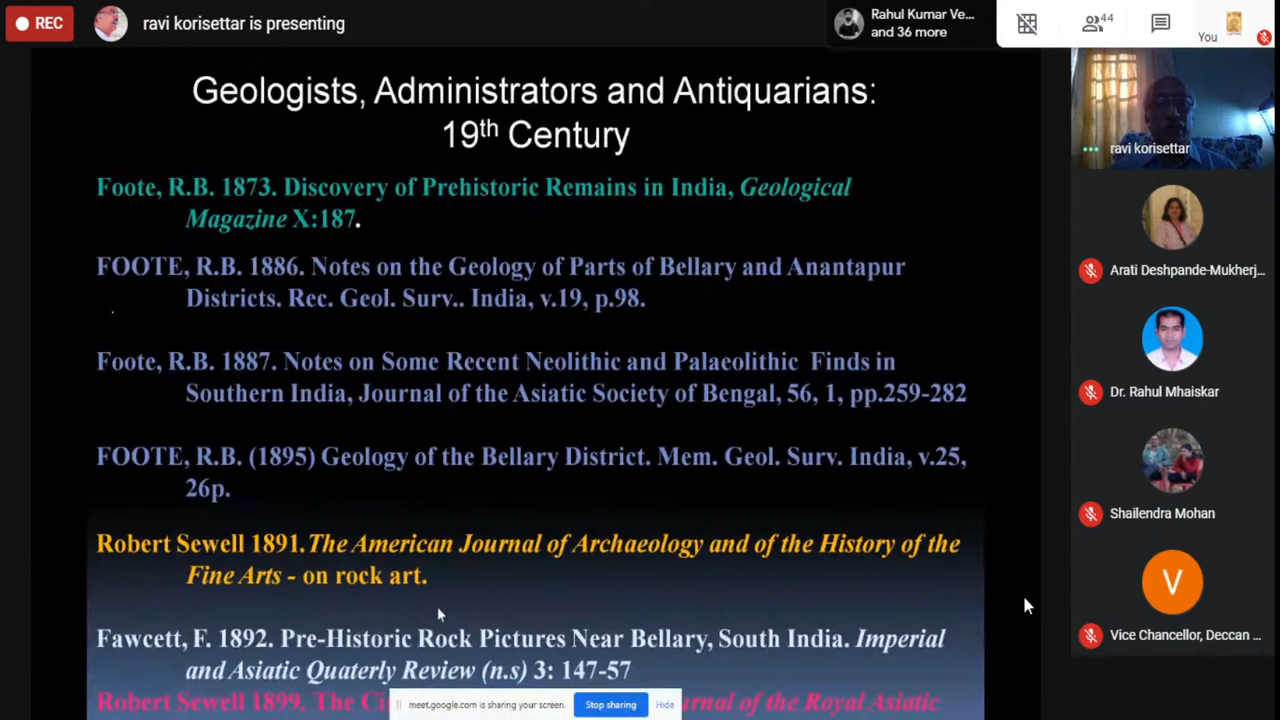 REC
ravi korisettar is presenting
Rahul Kumar Ve...
and 36 more
44
You
Geologists, Administrators and Antiquarians:
19th Century
Foote, R.B. 1873. Discovery of Prehistoric Remains in India, Geological
Magazine X:187.
FOOTE, R.B. 1886. Notes on the Geology of Parts of Bellary and Anantapur
Districts. Rec. Geol. Surv.. India, v.19, p.98.
Foote, R.B. 1887. Notes on Some Recent Neolithic and Palaeolithic Finds in
Southern India, Journal of the Asiatic Society of Bengal, 56, 1, pp.259-282
FOOTE, R.B. (1895) Geology of the Bellary District. Mem. Geol. Surv. India, v.25,
26p.
Robert Sewell 1891. The American Journal of Archaeology and of the History of the
Fine Arts - on rock art.
Fawcett, F. 1892. Pre-Historic Rock Pictures Near Bellary, South India. Imperial
and Asiatic Quaterly Review (n.s) 3: 147-57
Robert Sewell 1899. The of the Royal Asiatic
meet.google.com is sharing your screen.
Stop sharing
Hide
ravi korisettar
Arati Deshpande-Mukherj...
Dr. Rahul Mhaiskar
Shailendra Mohan
V
Vice Chancellor, Deccan ...